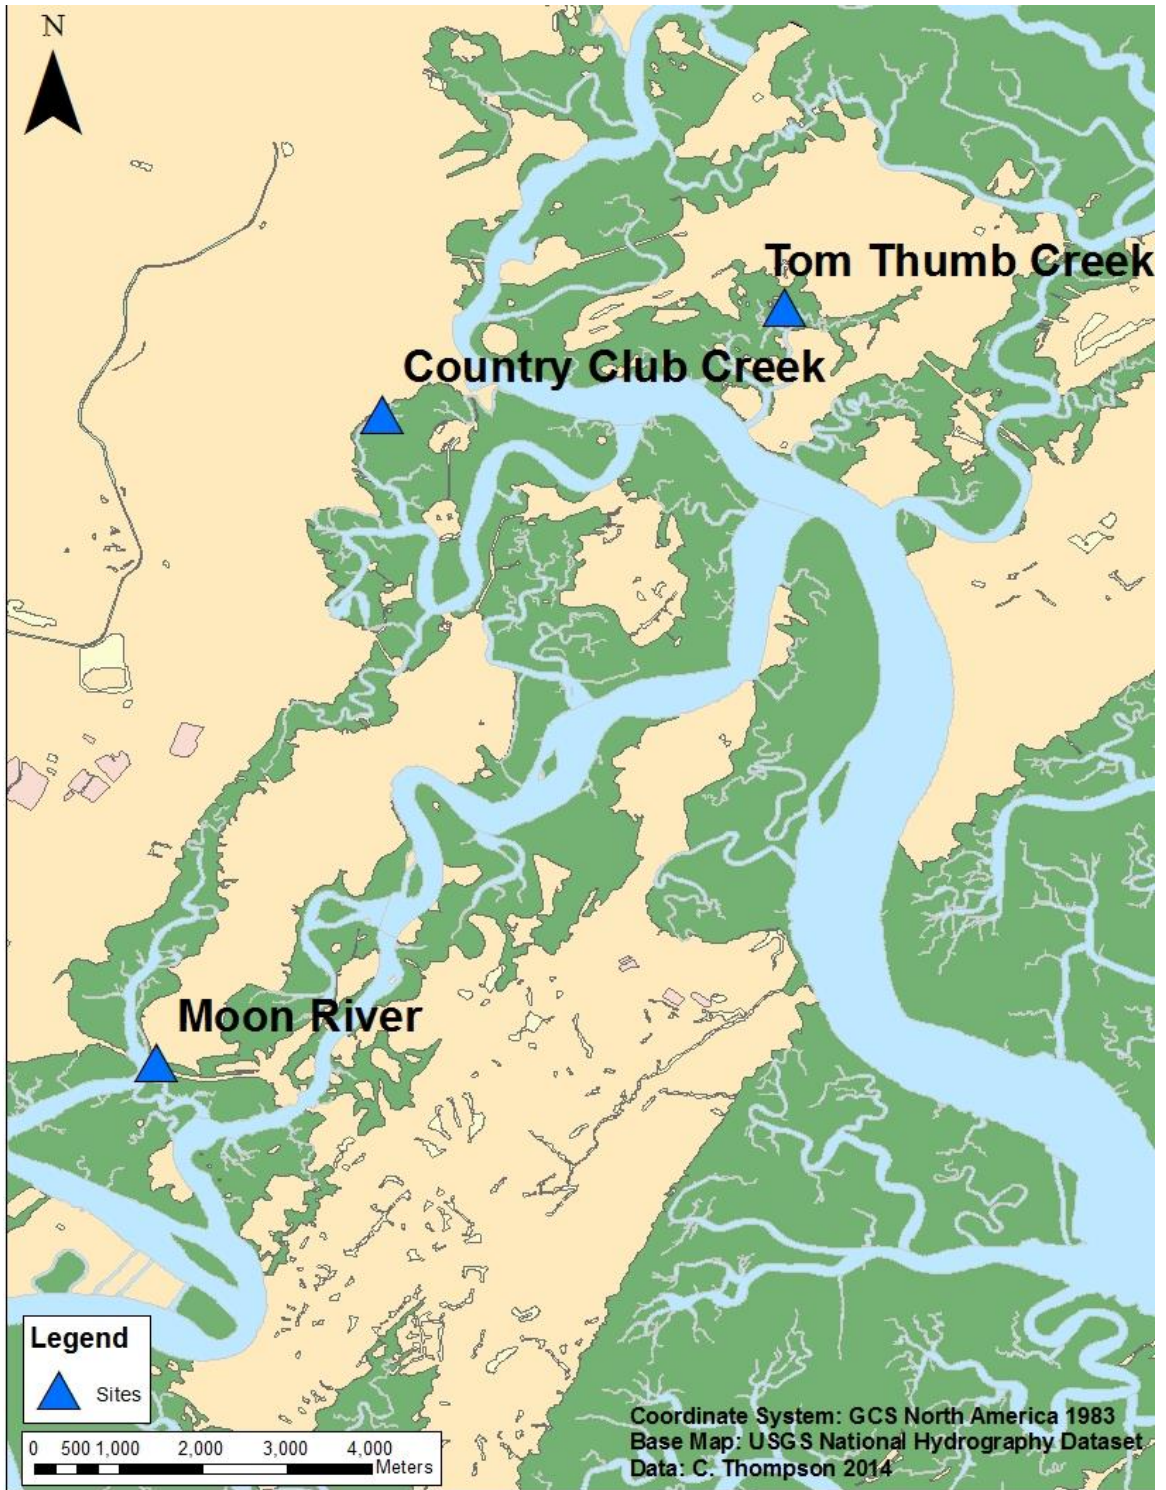 N
Tom Thumb Creek
Country Club Creek
Moon River
Legend
Sites
0 500 1,000 2,000 3,000 4,000
Meters
Coordinate System: GCS North America 1983
Base Map: USGS National Hydrography Dataset
Data: C. Thompson 2014